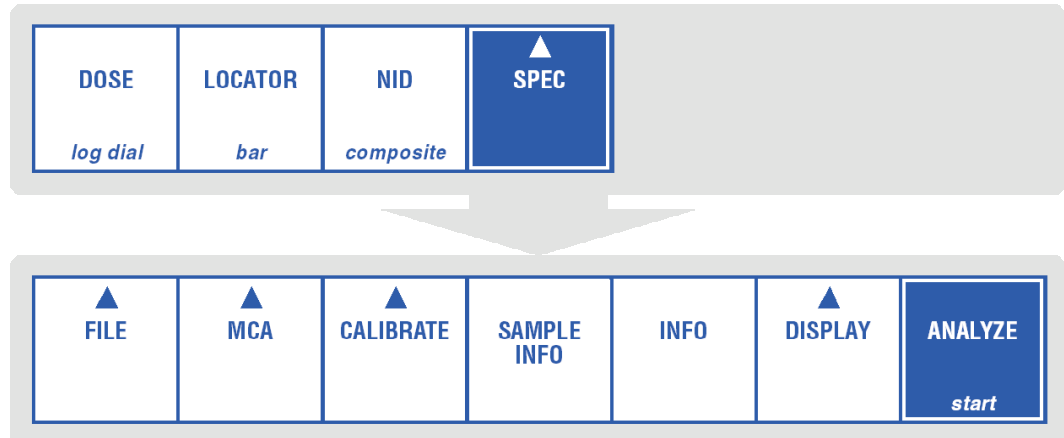 DOSE LOCATOR NID SPEC
log dial bar composite
FILE MCA CALIBRATE SAMPLE INFO INFO DISPLAY ANALYZE
start